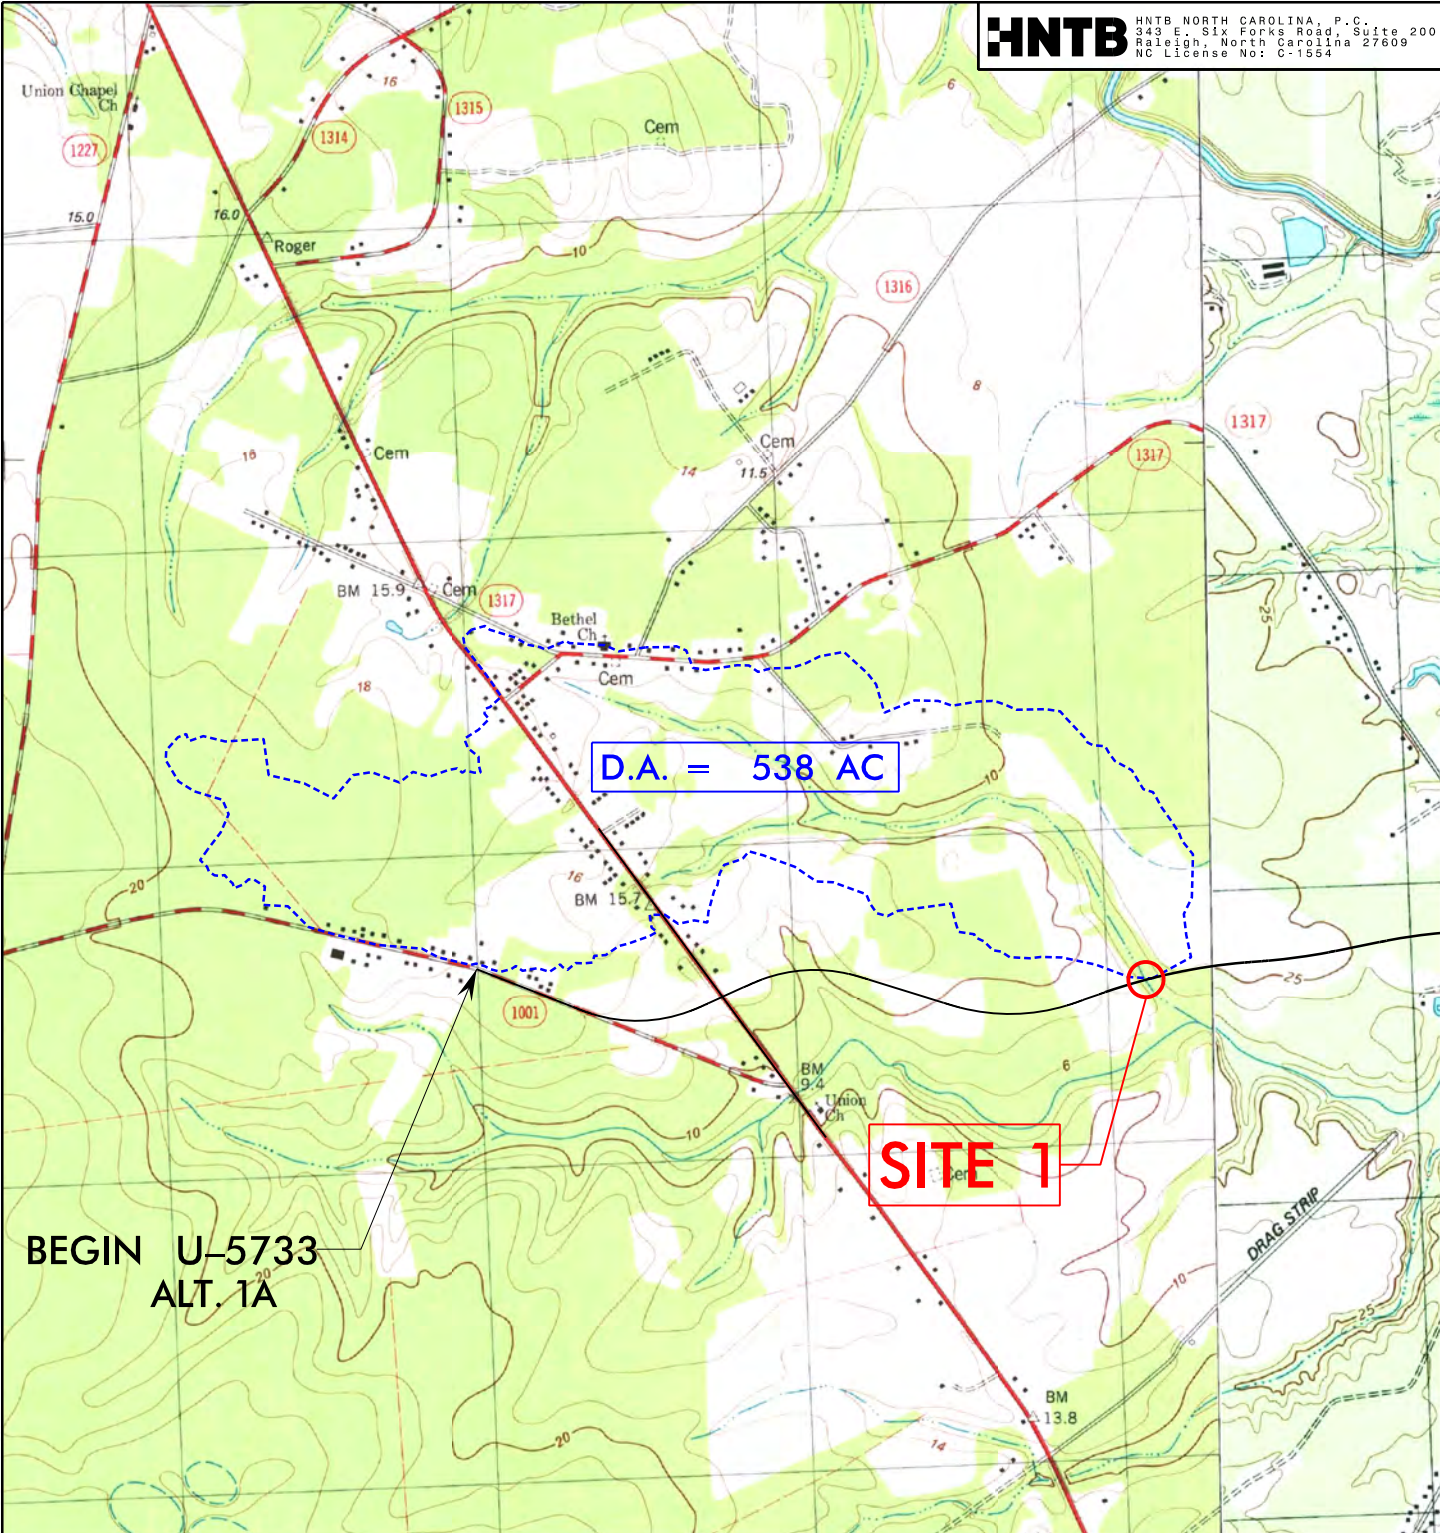 HNTB
HNTB NORTH CAROLINA, P.C.
343 E. Six Forks Road, Suite 200
Raleigh, North Carolina 27609
NC License No: C-1554
Union Chapel
Ch
1227
15.0
16
1314
1315
Cem
6
16.0
Roger
10
1316
8
16
Cem
Cem
14
11.5
1317
1317
BM 15.9
Cem
1317
Bethel
Ch
Cem
25
18
D.A. = 538 AC
10
20
16
BM 15.7
25
1001
6
BM
9.4
Union
Ch
10
SITE 1
Cem
BEGIN U-5733
ALT. 1A
20
DRAG STRIP
10
25
BM
13.8
14
20